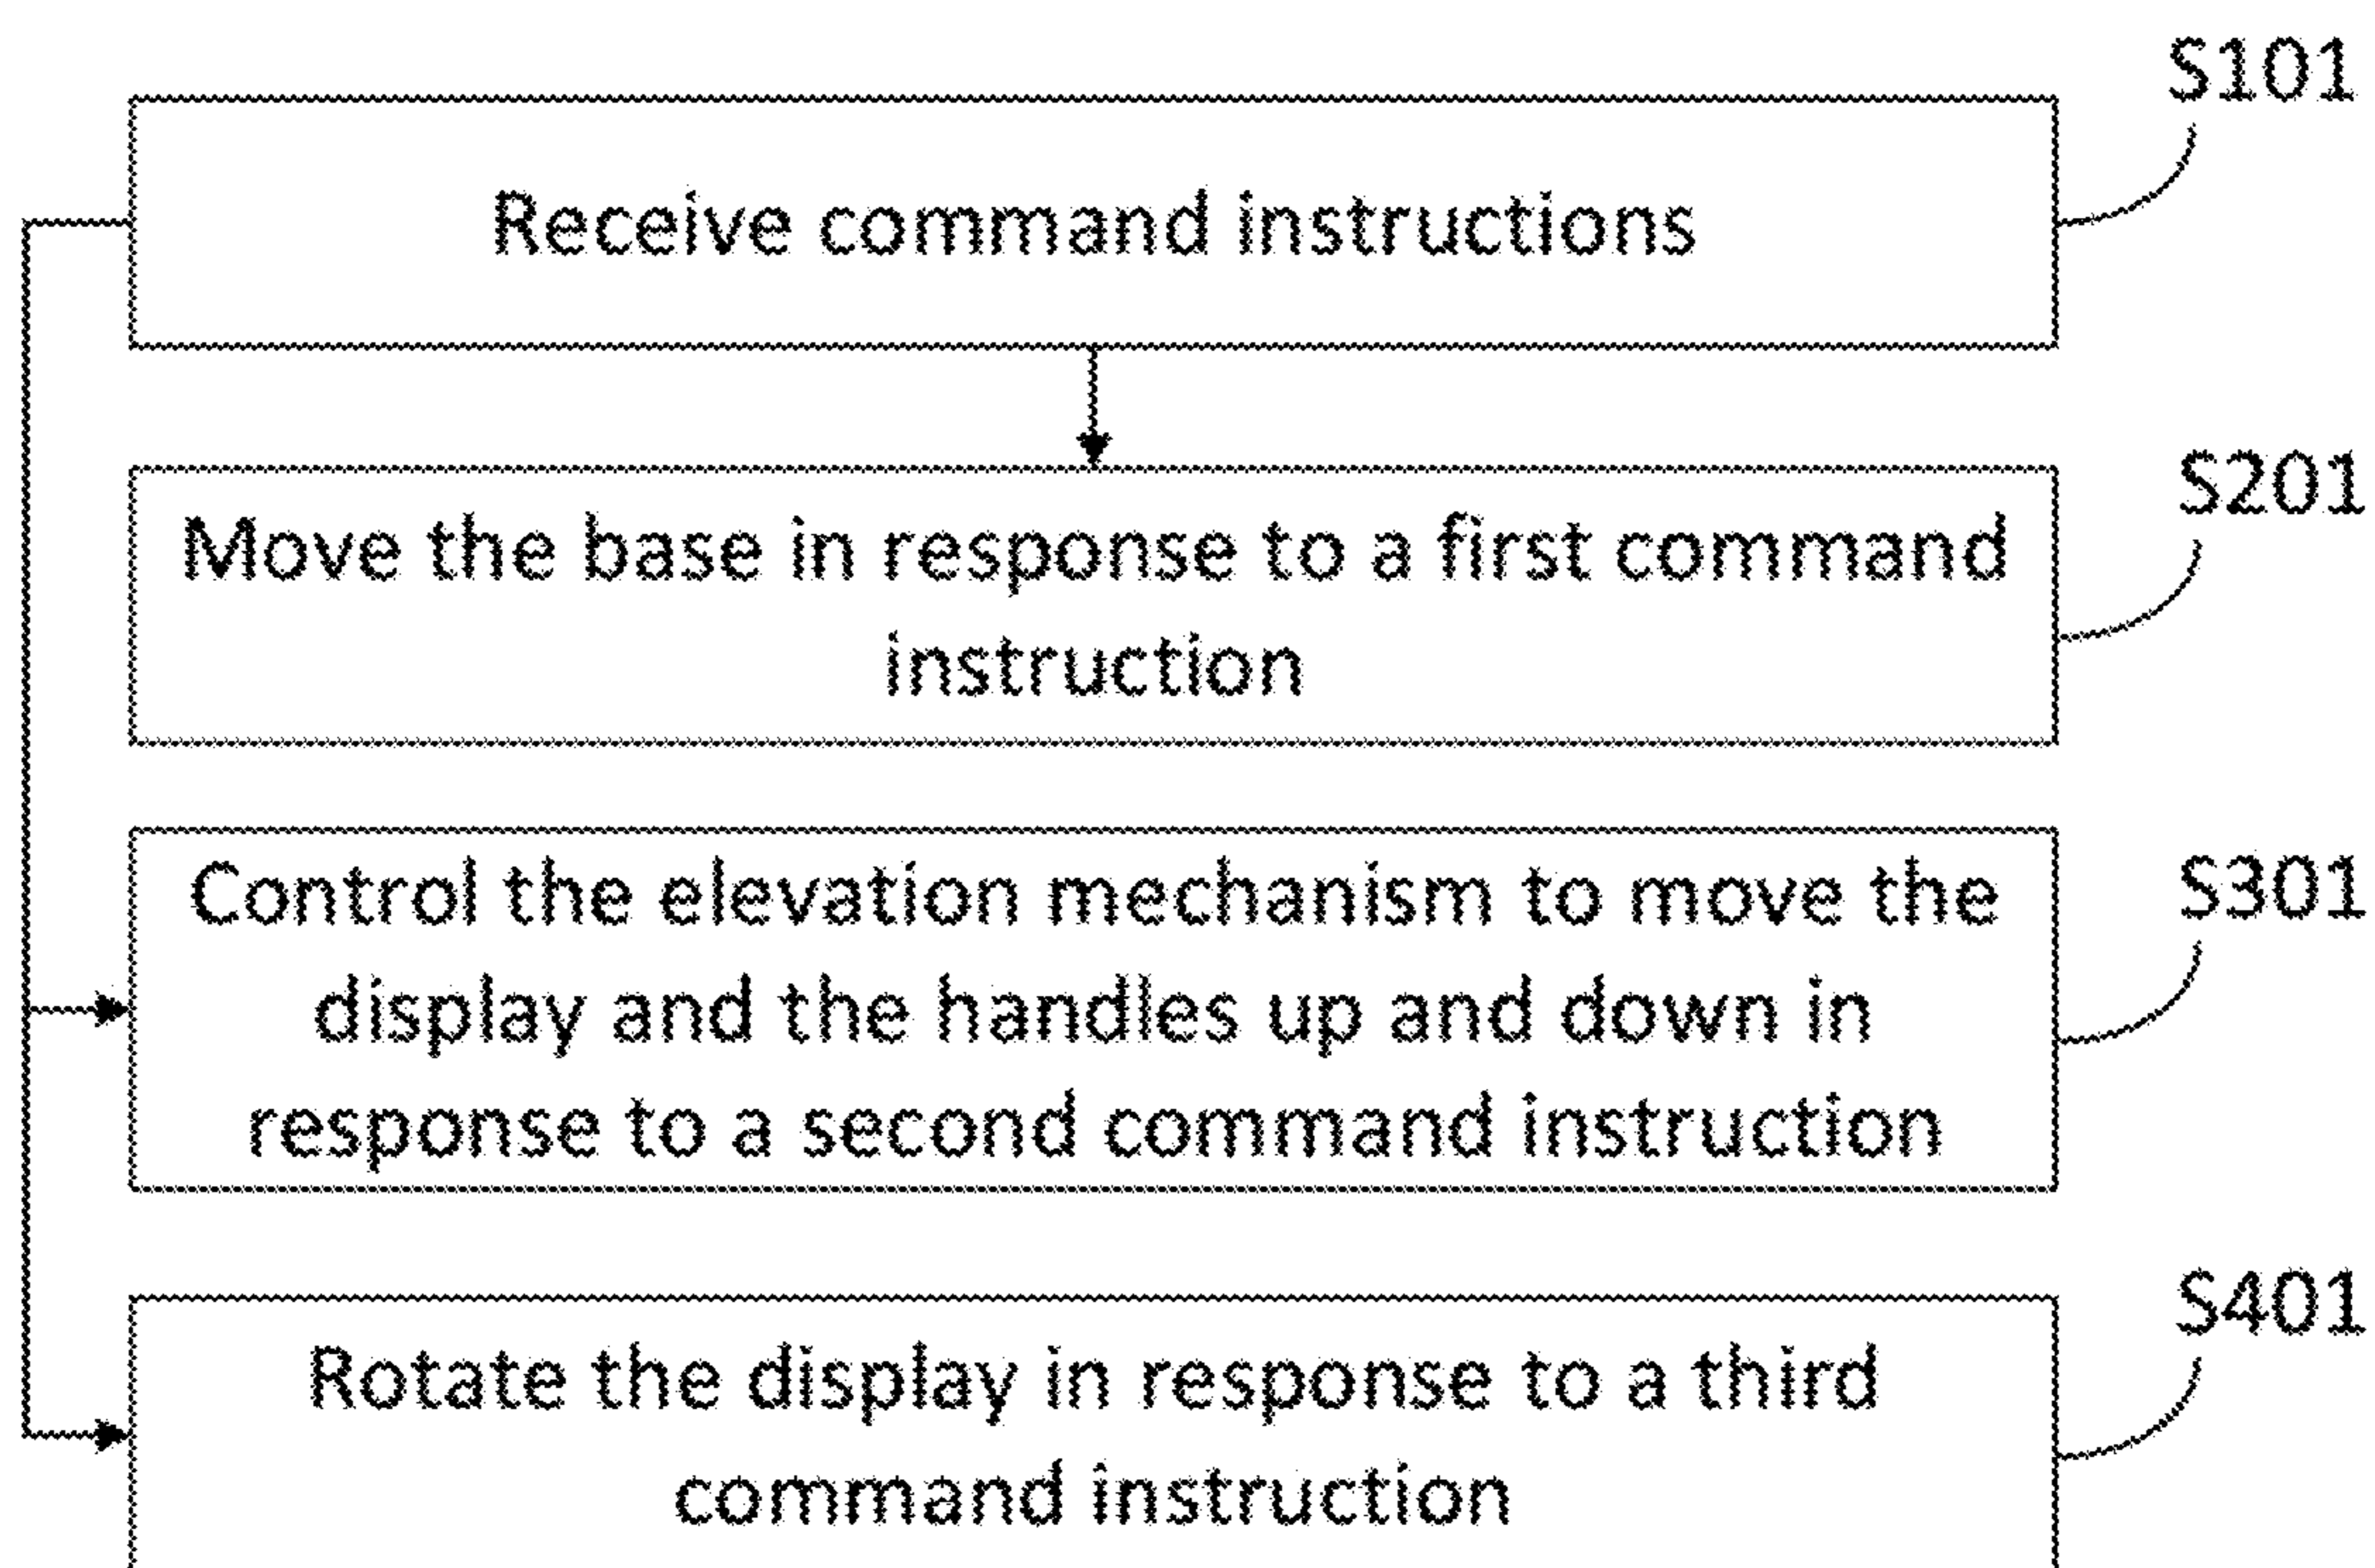 S101
Receive command instructions
S201
Move the base in response to a first command
instruction
S301
Control the elevation mechanism to move the
display and the handles up and down in
response to a second command instruction
S401
Rotate the display in response to a third
command instruction